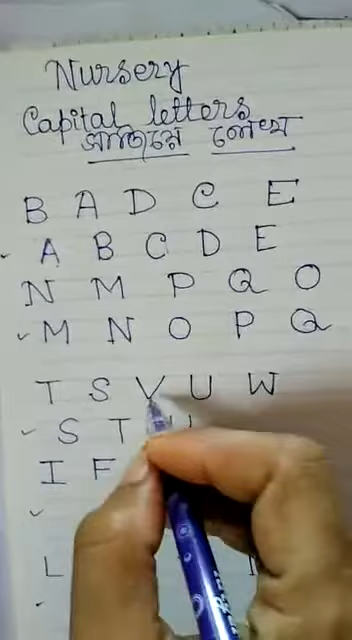 Nursery
Capital letters
সাজিয়ে লেখ
B A D C E
A B C D E
N M P Q O
M N O P Q
T S V U W
S T U
I F
L